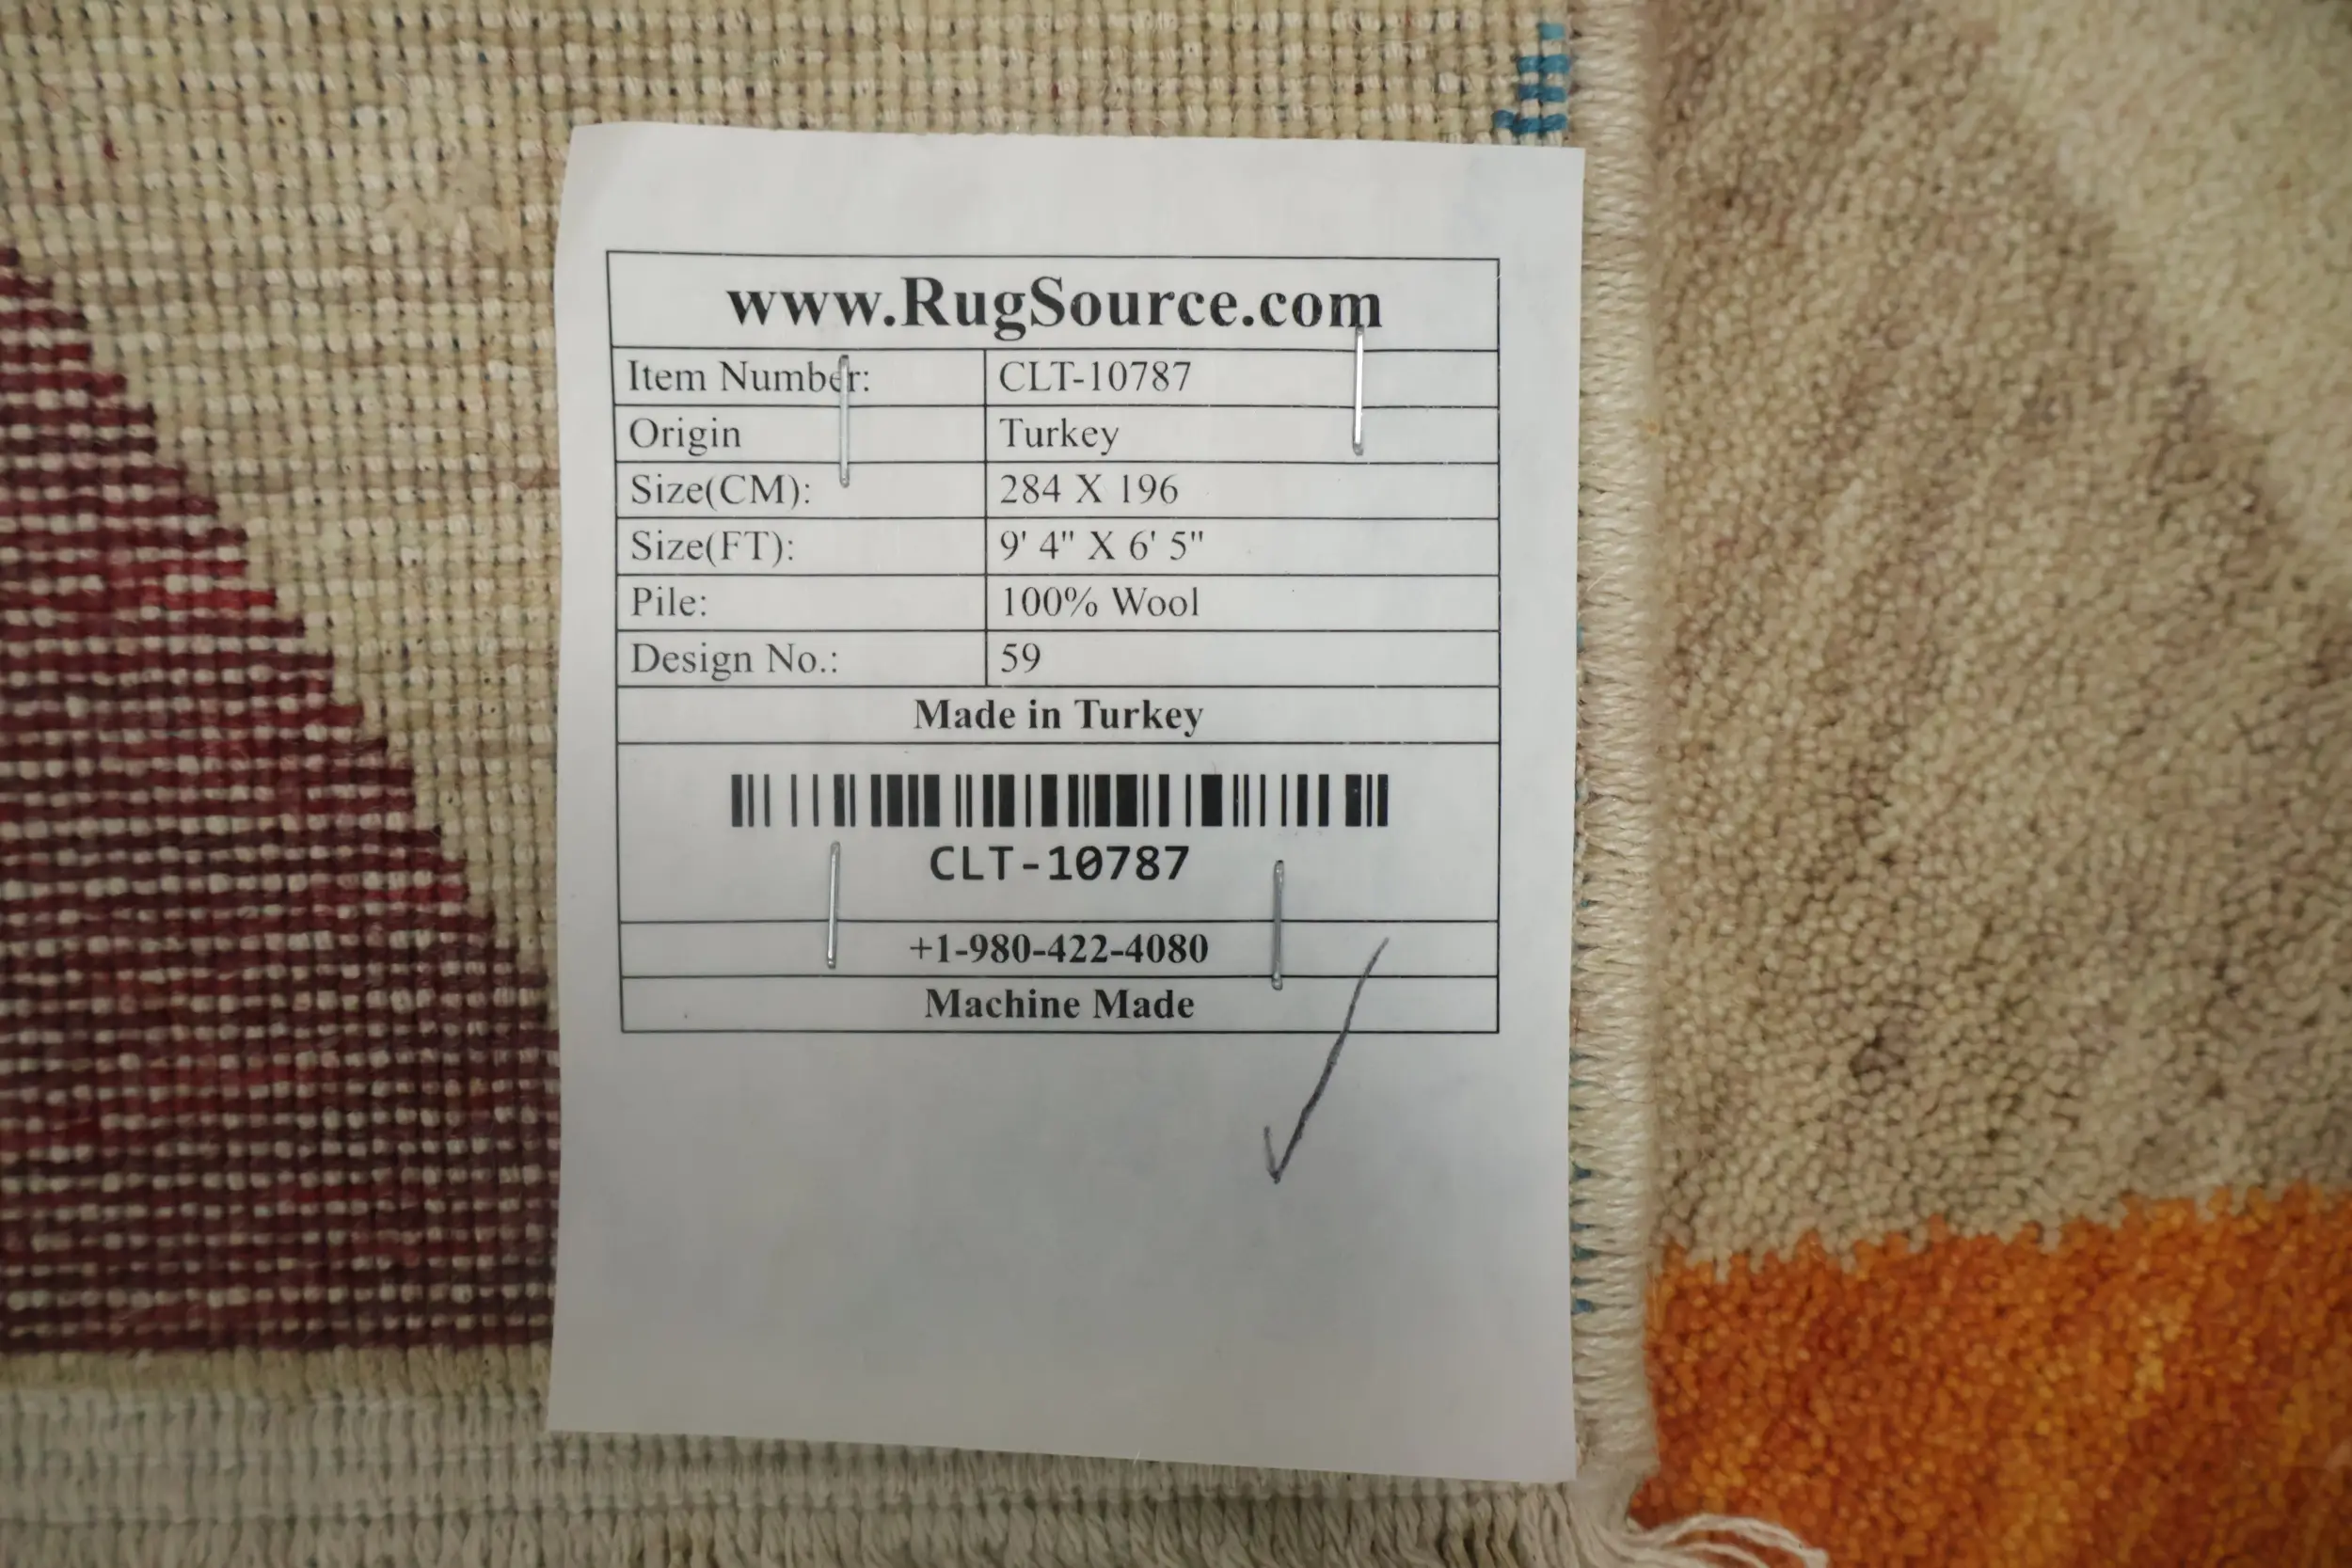 www.RugSource.com
Item Number: CLT-10787
Origin Turkey
Size(CM): 284 X 196
Size(FT): 9' 4" X 6' 5"
Pile: 100% Wool
Design No.: 59
Made in Turkey
CLT-10787
+1-980-422-4080
Machine Made